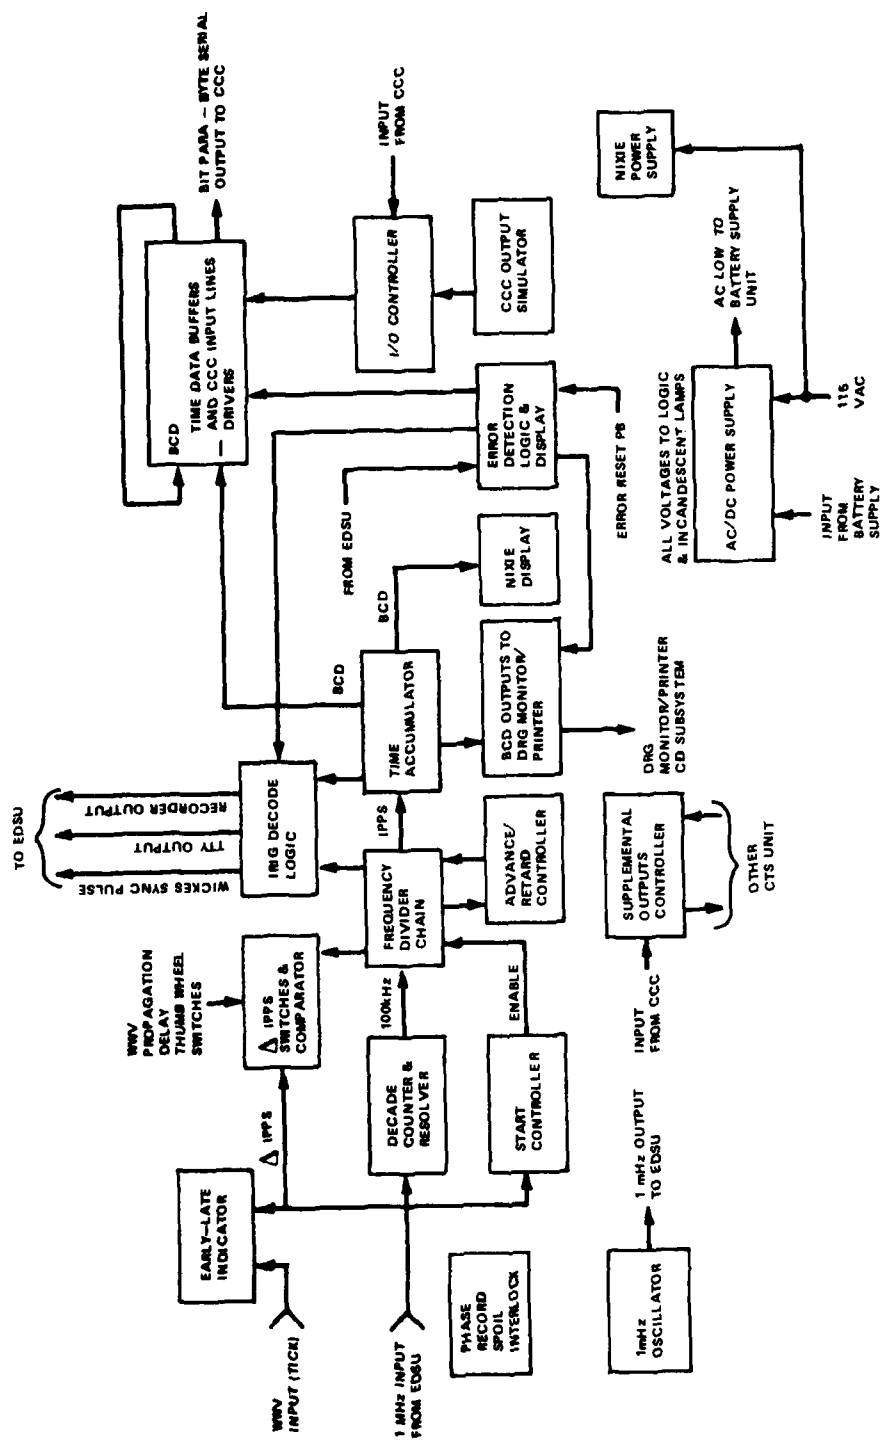 WWV
INPUT (TICK)
1 MHz INPUT
FROM EDSU
EARLY-LATE
INDICATOR
PHASE
RECORD
SPOIL
INTERLOCK
1mHz
OSCILLATOR
1 mHz OUTPUT
TO EDSU
Δ IPPS
WWV
PROPAGATION
DELAY
THUMB WHEEL
SWITCHES
Δ IPPS
SWITCHES &
COMPARATOR
DECADE
COUNTER &
RESOLVER
100kHz
START
CONTROLLER
ENABLE
INPUT
FROM CCC
SUPPLEMENTAL
OUTPUTS
CONTROLLER
OTHER
CTS UNIT
TO EDSU
WICKES SYNC PULSE
TTY OUTPUT
RECORDER OUTPUT
IRIG DECODE
LOGIC
FREQUENCY
DIVIDER
CHAIN
IPPS
ADVANCE/
RETARD
CONTROLLER
TIME
ACCUMULATOR
BCD
BCD
BCD OUTPUTS TO
DRG MONITOR/
PRINTER
DRG
MONITOR/PRINTER
CD SUBSYSTEM
NIXIE
DISPLAY
FROM EDSU
ERROR
DETECTION
LOGIC &
DISPLAY
ERROR RESET PB
BCD
TIME DATA BUFFERS
AND CCC INPUT LINES
DRIVERS
BIT PARA - BYTE SERIAL
OUTPUT TO CCC
I/O CONTROLLER
INPUT
FROM CCC
CCC OUTPUT
SIMULATOR
ALL VOLTAGES TO LOGIC
& INCANDESCENT LAMPS
AC/DC POWER SUPPLY
INPUT
FROM
BATTERY
SUPPLY
115
VAC
AC LOW TO
BATTERY SUPPLY
UNIT
NIXIE
POWER
SUPPLY